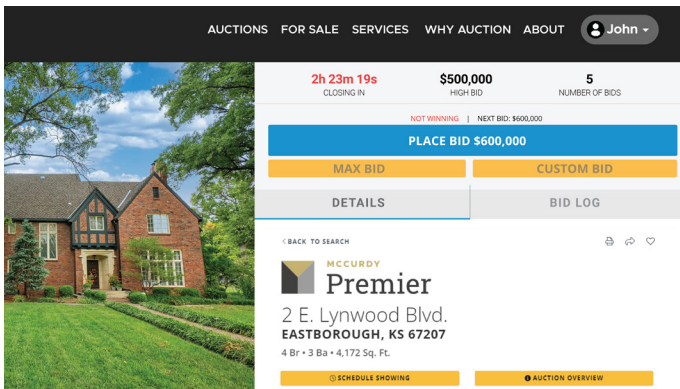 AUCTIONS FOR SALE SERVICES WHY AUCTION ABOUT John
2h 23m 19s $500,000 5
CLOSING IN HIGH BID NUMBER OF BIDS
NOT WINNING | NEXT BID: $600,000
PLACE BID $600,000
MAX BID CUSTOM BID
DETAILS BID LOG
< BACK TO SEARCH
MCCURDY
Premier
2 E. Lynwood Blvd.
EASTBOROUGH, KS 67207
4 Br • 3 Ba • 4,172 Sq. Ft.
SCHEDULE SHOWING AUCTION OVERVIEW